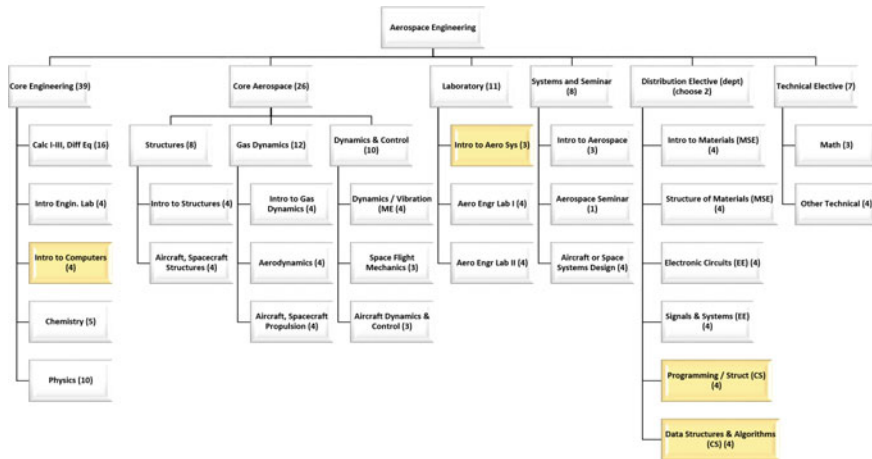 Aerospace Engineering
Core Engineering (39)
Core Aerospace (26)
Laboratory (11)
Systems and Seminar
(8)
Distribution Elective (dept)
(choose 2)
Technical Elective (7)
Calc I-III, Diff Eq (16)
Structures (8)
Gas Dynamics (12)
Dynamics & Control
(10)
Intro to Aero Sys (3)
Intro to Aerospace
(3)
Intro to Materials (MSE)
(4)
Math (3)
Intro Engin. Lab (4)
Intro to Structures (4)
Intro to Gas
Dynamics (4)
Dynamics / Vibration
(ME (4)
Aero Engr Lab I (4)
Aerospace Seminar
(1)
Structure of Materials (MSE)
(4)
Other Technical (4)
Intro to Computers
(4)
Aircraft, Spacecraft
Structures (4)
Aerodynamics (4)
Space Flight
Mechanics (3)
Aero Engr Lab II (4)
Aircraft or Space
Systems Design (4)
Electronic Circuits (EE) (4)
Chemistry (5)
Aircraft, Spacecraft
Propulsion (4)
Aircraft Dynamics &
Control (3)
Signals & Systems (EE)
(4)
Physics (10)
Programming / Struct (CS)
(4)
Data Structures & Algorithms
(CS) (4)